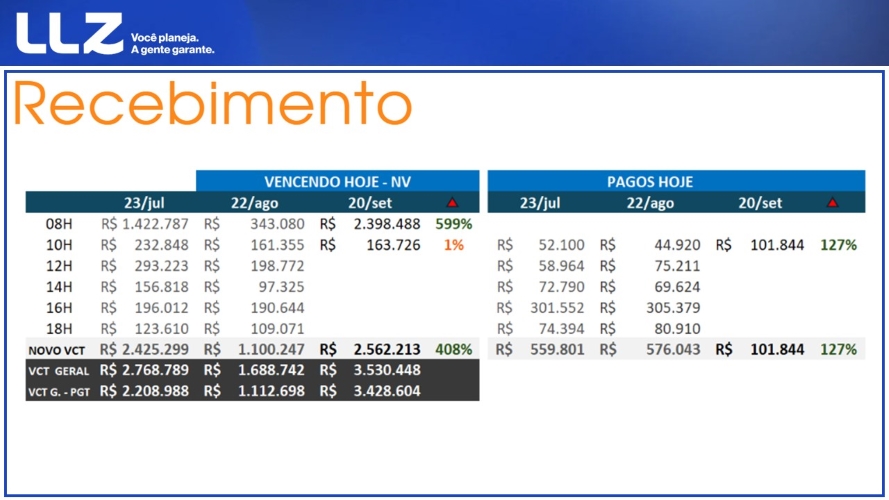 LLZ Você planeja.
A gente garante.
Recebimento
VENCENDO HOJE - NV PAGOS HOJE
23/jul 22/ago 20/set 23/jul 22/ago 20/set
08H R$ 1.422.787 R$ 343.080 R$ 2.398.488 599%
10H R$ 232.848 R$ 161.355 R$ 163.726 1% R$ 52.100 R$ 44.920 R$ 101.844 127%
12H R$ 293.223 R$ 198.772 R$ 58.964 R$ 75.211
14H R$ 156.818 R$ 97.325 R$ 72.790 R$ 69.624
16H R$ 196.012 R$ 190.644 R$ 301.552 R$ 305.379
18H R$ 123.610 R$ 109.071 R$ 74.394 R$ 80.910
NOVO VCT R$ 2.425.299 R$ 1.100.247 R$ 2.562.213 408% R$ 559.801 R$ 576.043 R$ 101.844 127%
VCT GERAL R$ 2.768.789 R$ 1.688.742 R$ 3.530.448
VCT G. - PGT R$ 2.208.988 R$ 1.112.698 R$ 3.428.604